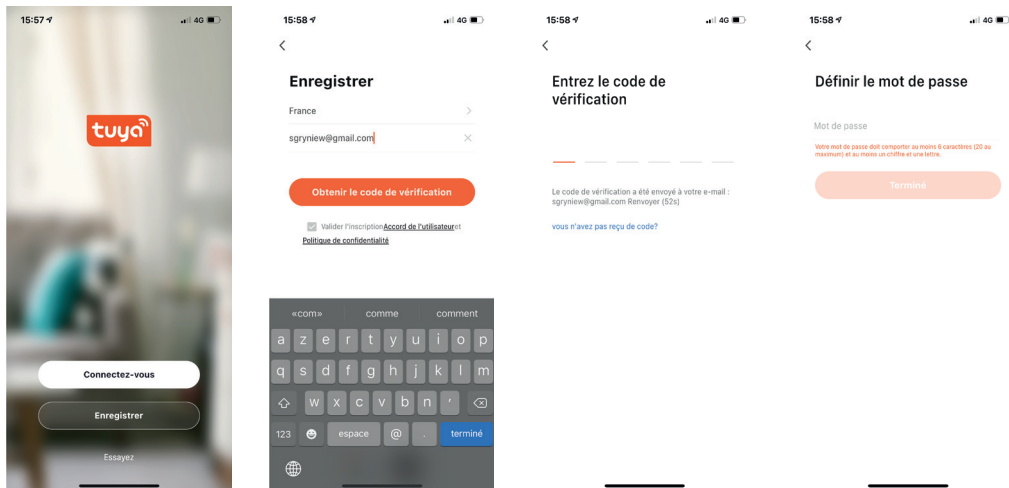 15:57
4G
tuya
Connectez-vous
Enregistrer
Essayez
15:58
4G
Enregistrer
France
sgryniew@gmail.com
Obtenir le code de vérification
Valider l'inscription Accord de l'utilisateur et
Politique de confidentialité
«com» comme comment
a z e r t y u i o p
q s d f g h j k l m
w x c v b n '
123 espace @ . terminé
15:58
4G
Entrez le code de
vérification
Le code de vérification a été envoyé à votre e-mail :
sgryniew@gmail.com Renvoyer (52s)
vous n'avez pas reçu de code?
15:58
4G
Définir le mot de passe
Mot de passe
Votre mot de passe doit comporter au moins 6 caractères (20 au
maximum) et au moins un chiffre et une lettre.
Terminé